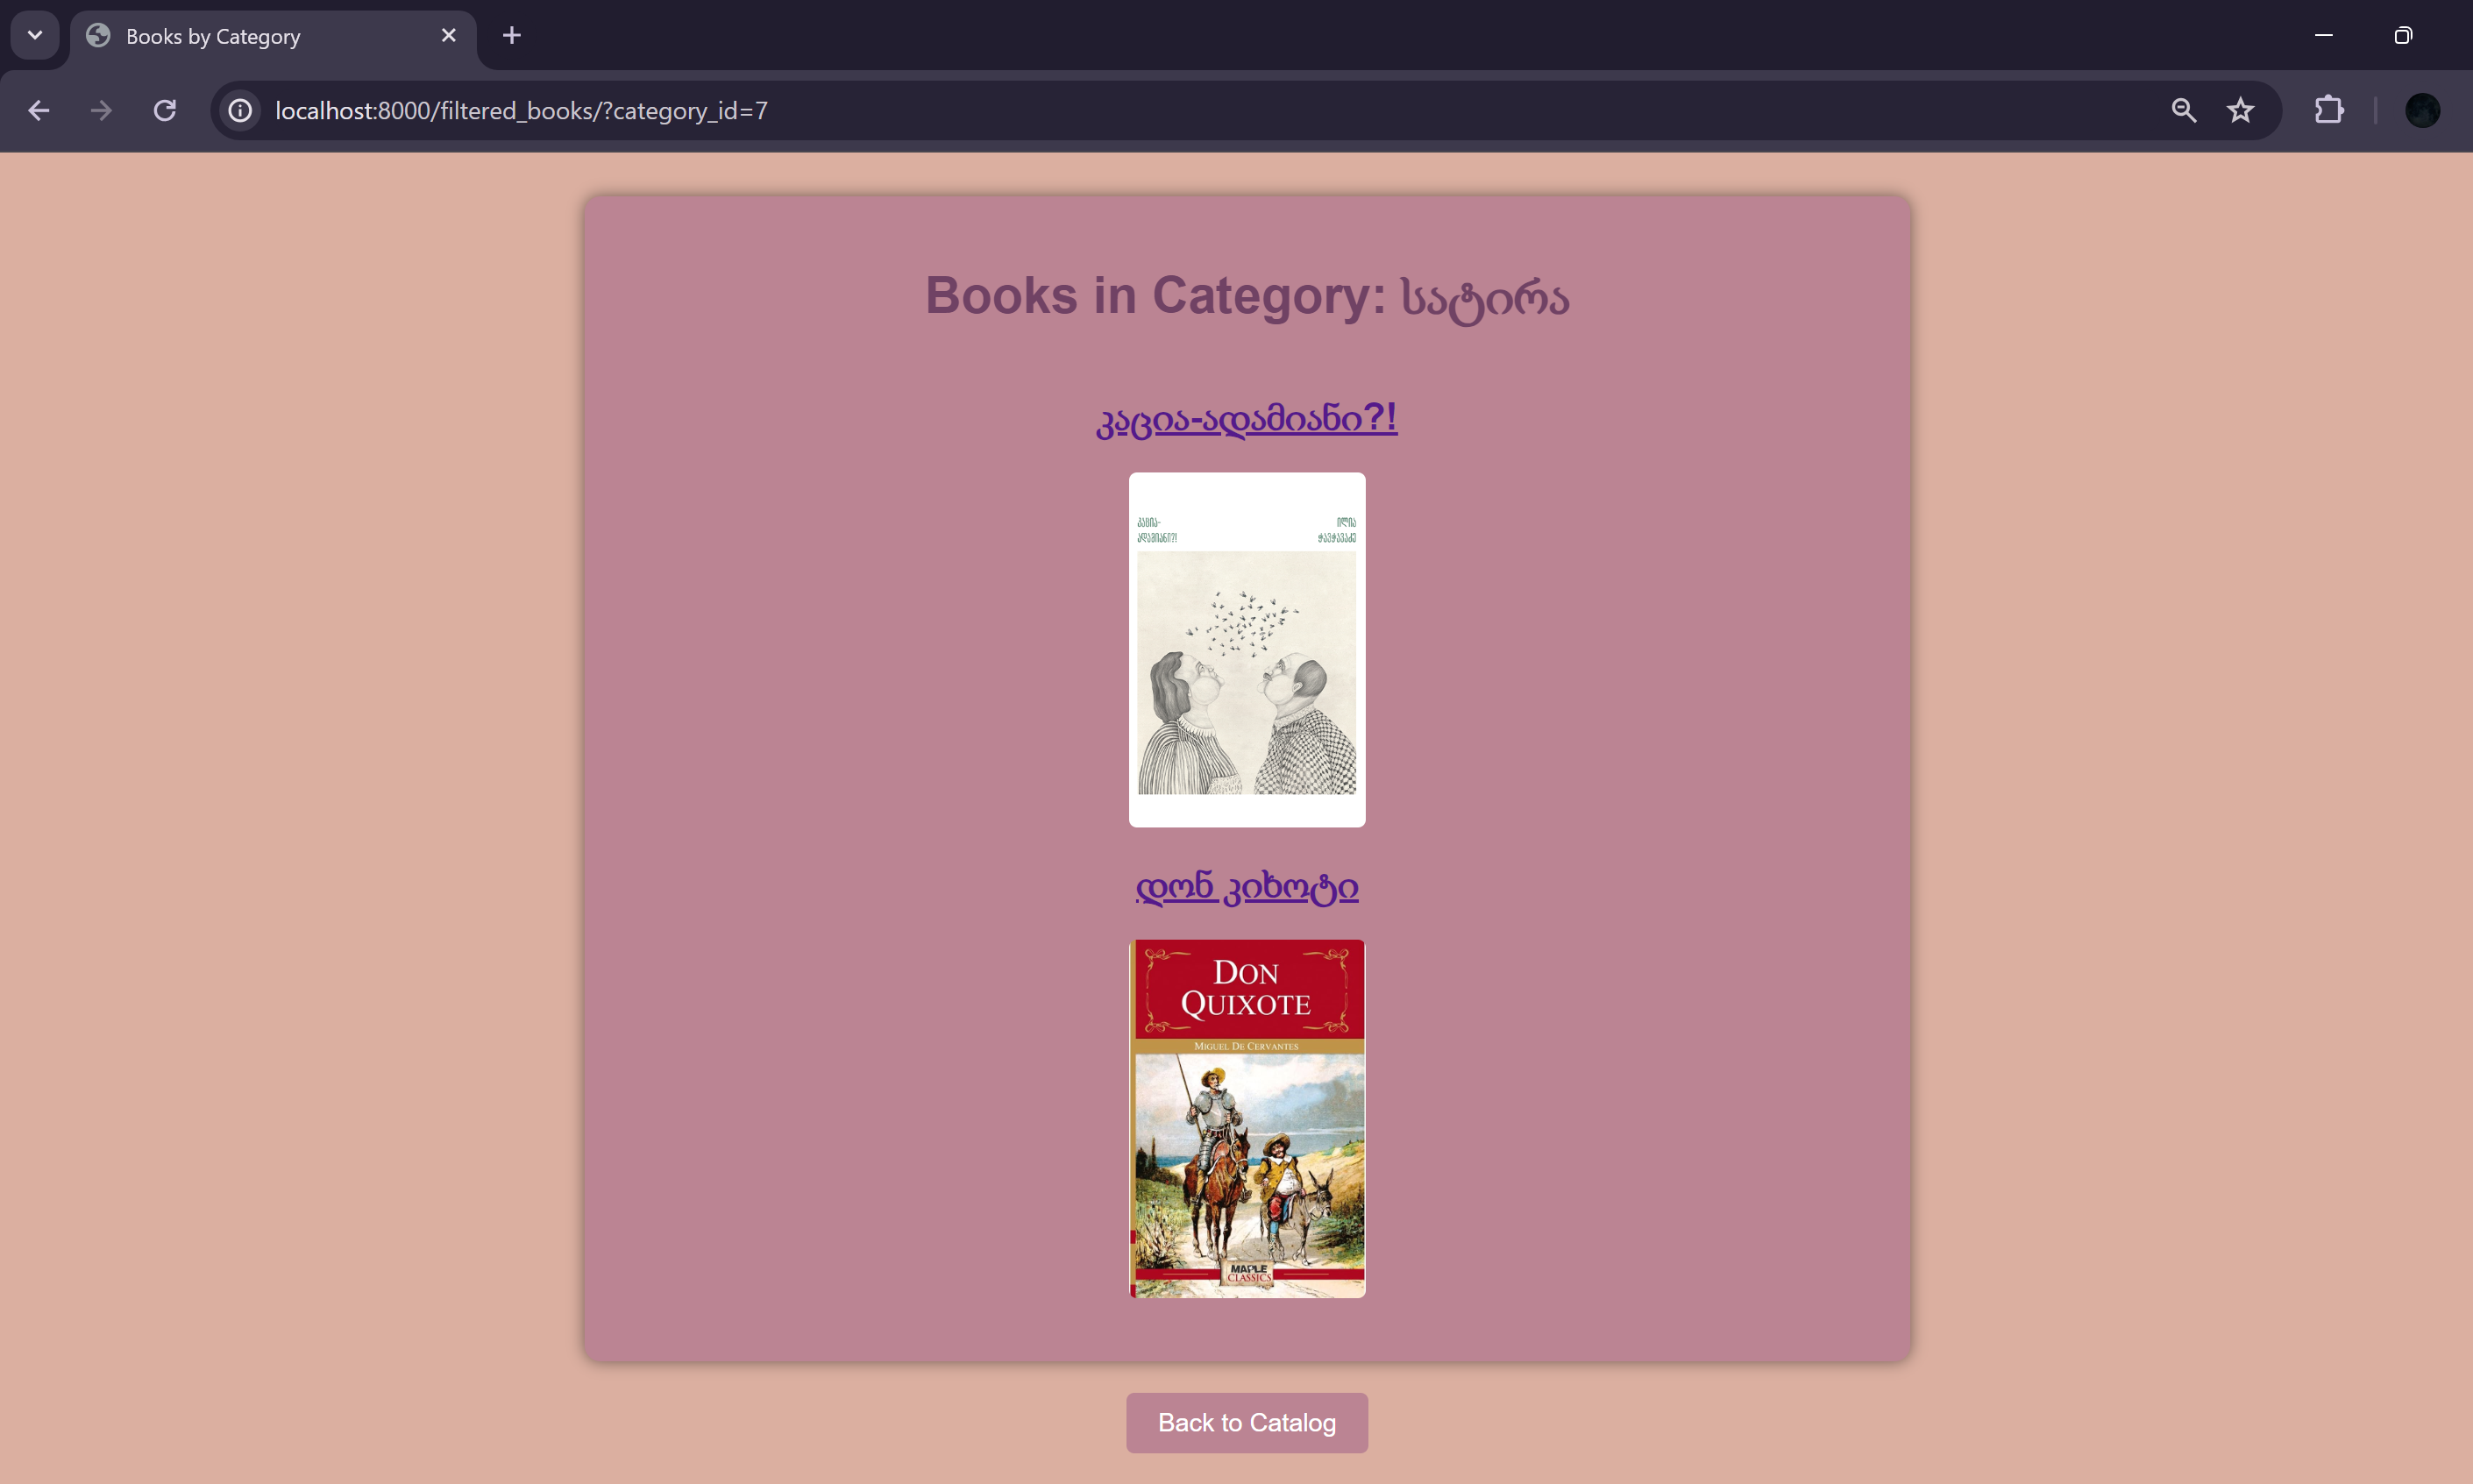 Books by Category
localhost:8000/filtered_books/?category_id=7
Books in Category: სატირა
კაცია-ადამიანი?!
კაცია-
ადამიანი?!
ილია
ჭავჭავაძე
დონ კიხოტი
DON
QUIXOTE
MIGUEL DE CERVANTES
MAPLE
CLASSICS
Back to Catalog